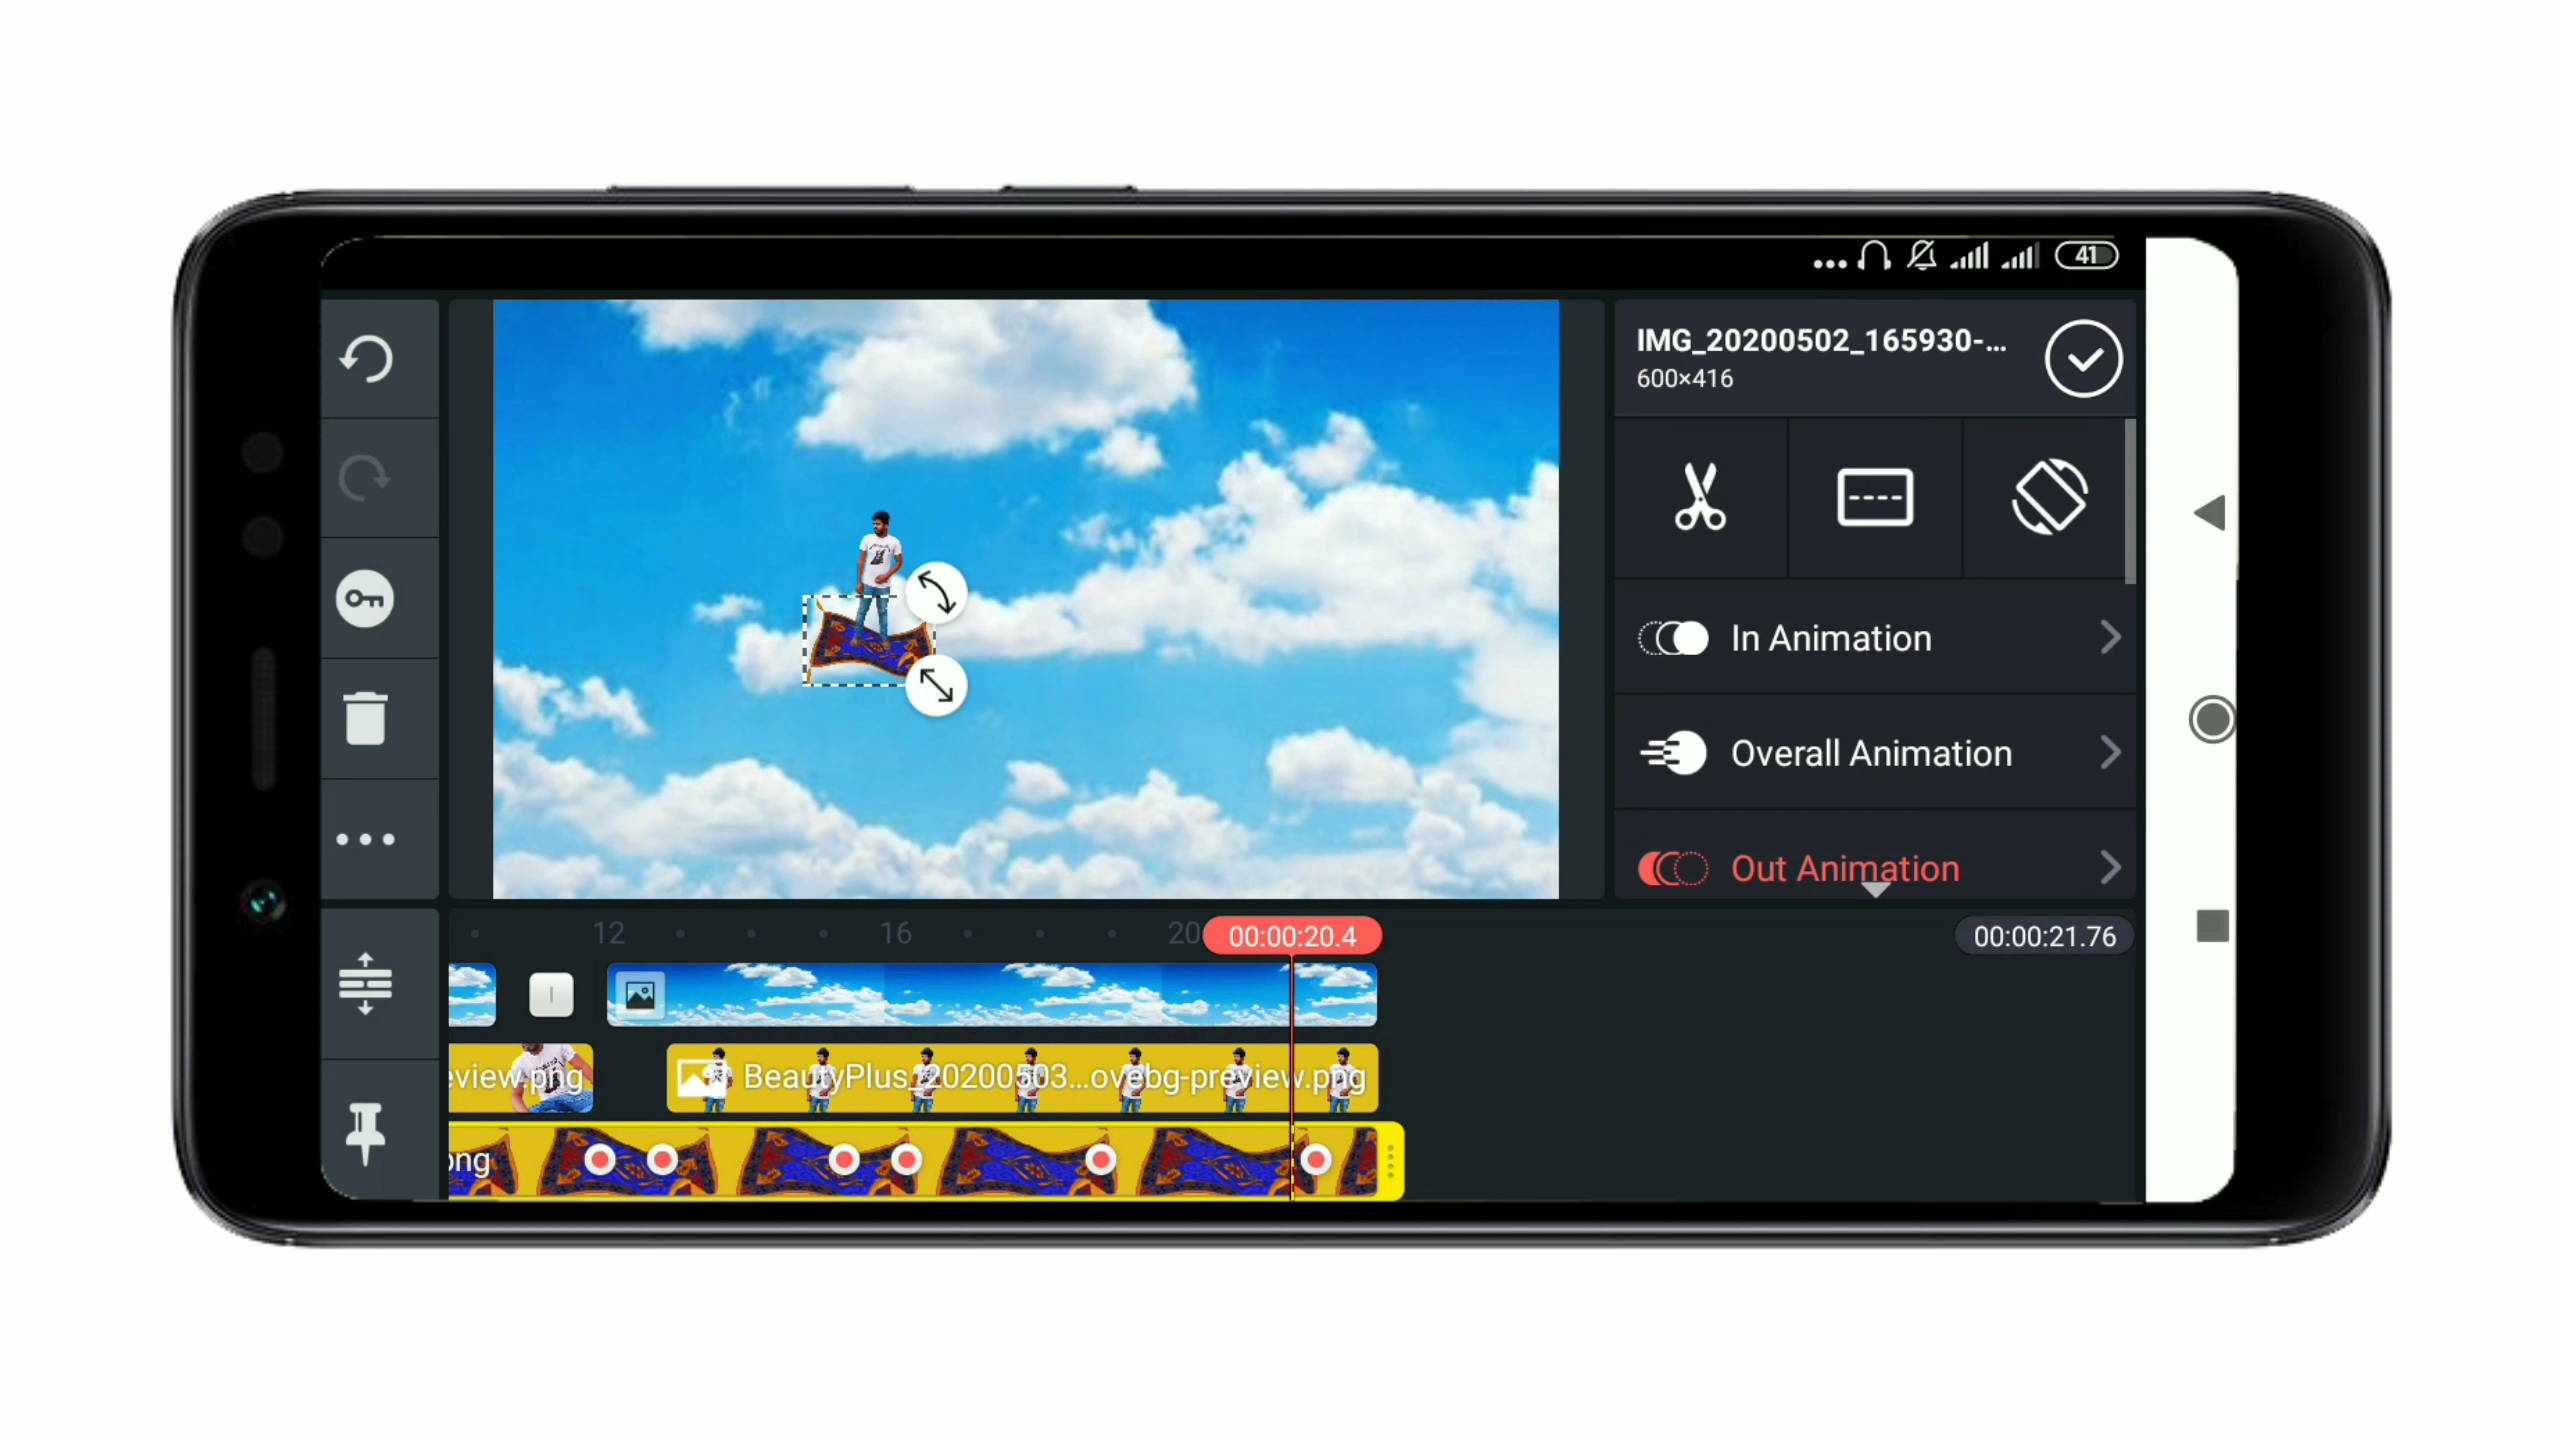 41
IMG_20200502_165930-...
600×416
In Animation
Overall Animation
Out Animation
12
16
20
00:00:20.4
00:00:21.76
eview.png
BeautyPlus_20200503...ovebg-preview.png
png